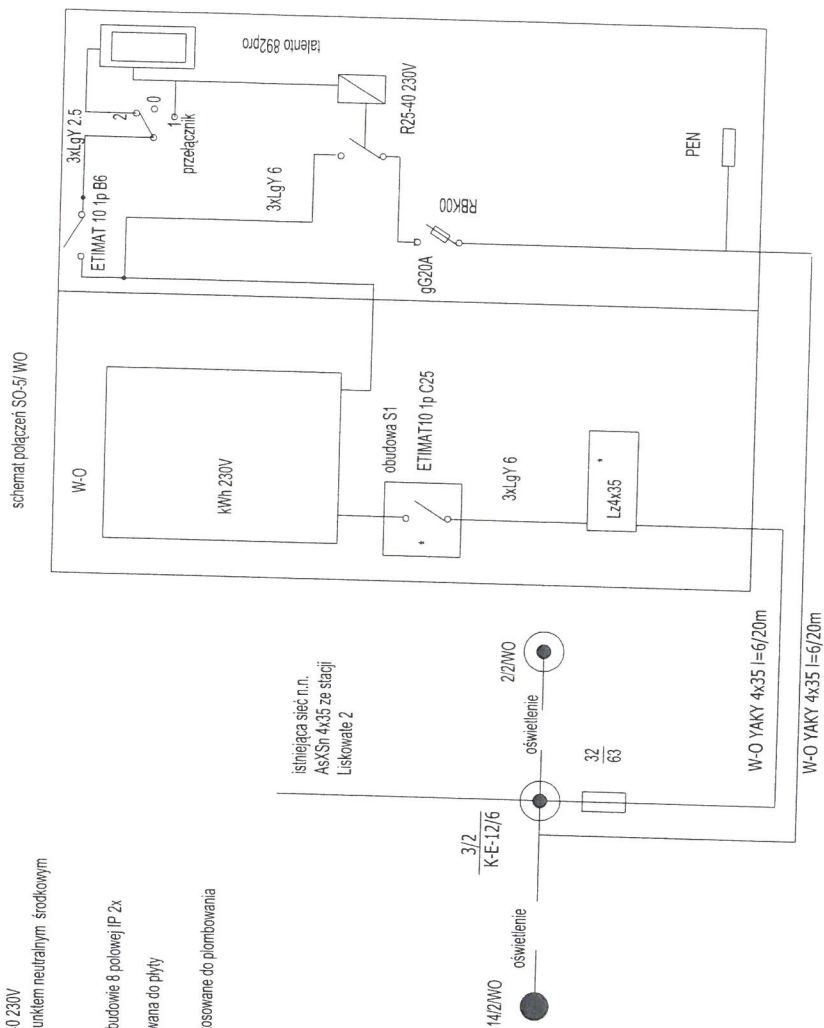 schemat połączeń SO-5/ WO
talento 892pro
3xLgY 2.5
2
0
1
przełącznik
ETIMAT 10 1p B6
R25-40 230V
3xLgY 6
RBK00
gG20A
PEN
W-O
kWh 230V
obudowa S1
ETIMAT10 1p C25
*
3xLgY 6
Lz4x35
*
istniejąca sieć n.n.
AsXSn 4x35 ze stacji
Liskowate 2
2/2/WO
oświetlenie
32
63
3/2
K-E-12/6
oświetlenie
14/2/WO
W-O YAKY 4x35 l=6/20m
W-O YAKY 4x35 l=6/20m
0 230V
unktem neutralnym środkowym
budowie 8 polowej IP 2x
wana do płyty
osowane do plombowania